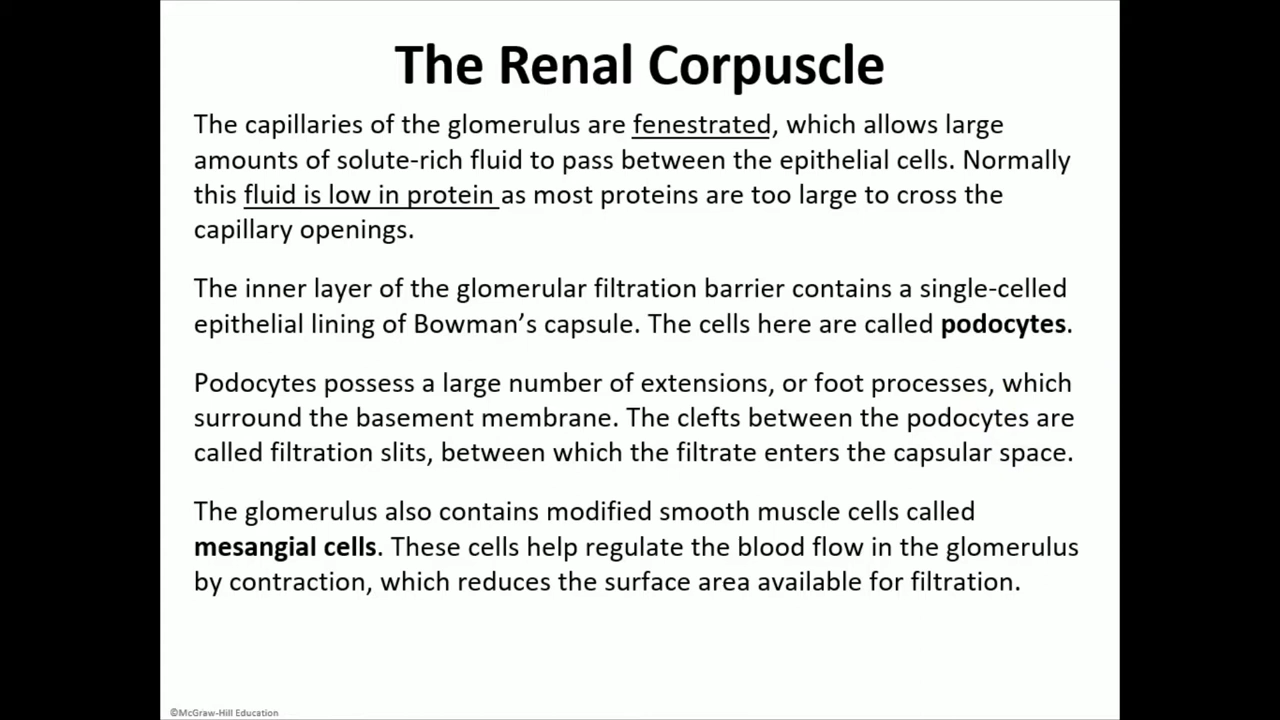 The Renal Corpuscle
The capillaries of the glomerulus are fenestrated, which allows large
amounts of solute-rich fluid to pass between the epithelial cells. Normally
this fluid is low in protein as most proteins are too large to cross the
capillary openings.
The inner layer of the glomerular filtration barrier contains a single-celled
epithelial lining of Bowman’s capsule. The cells here are called podocytes.
Podocytes possess a large number of extensions, or foot processes, which
surround the basement membrane. The clefts between the podocytes are
called filtration slits, between which the filtrate enters the capsular space.
The glomerulus also contains modified smooth muscle cells called
mesangial cells. These cells help regulate the blood flow in the glomerulus
by contraction, which reduces the surface area available for filtration.
©McGraw-Hill Education